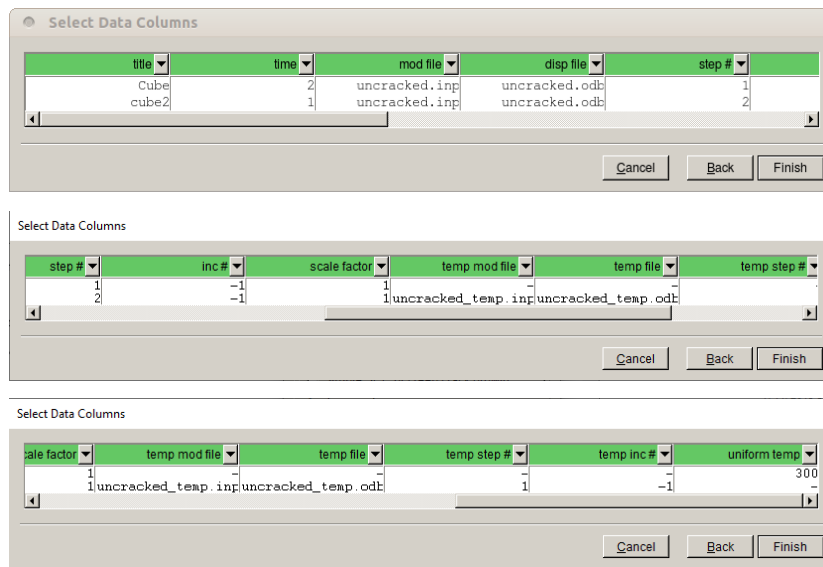 Select Data Columns
title time mod file disp file step #
Cube 2 uncracked.inp uncracked.odb 1
cube2 1 uncracked.inp uncracked.odb 2
Cancel Back Finish
Select Data Columns
step # inc # scale factor temp mod file temp file temp step #
1 -1 1 - - -
2 -1 1 uncracked_temp.inp uncracked_temp.odb
Cancel Back Finish
Select Data Columns
cale factor temp mod file temp file temp step # temp inc # uniform temp
1 - - - - 300
1 uncracked_temp.inp uncracked_temp.odb 1 -1 -
Cancel Back Finish